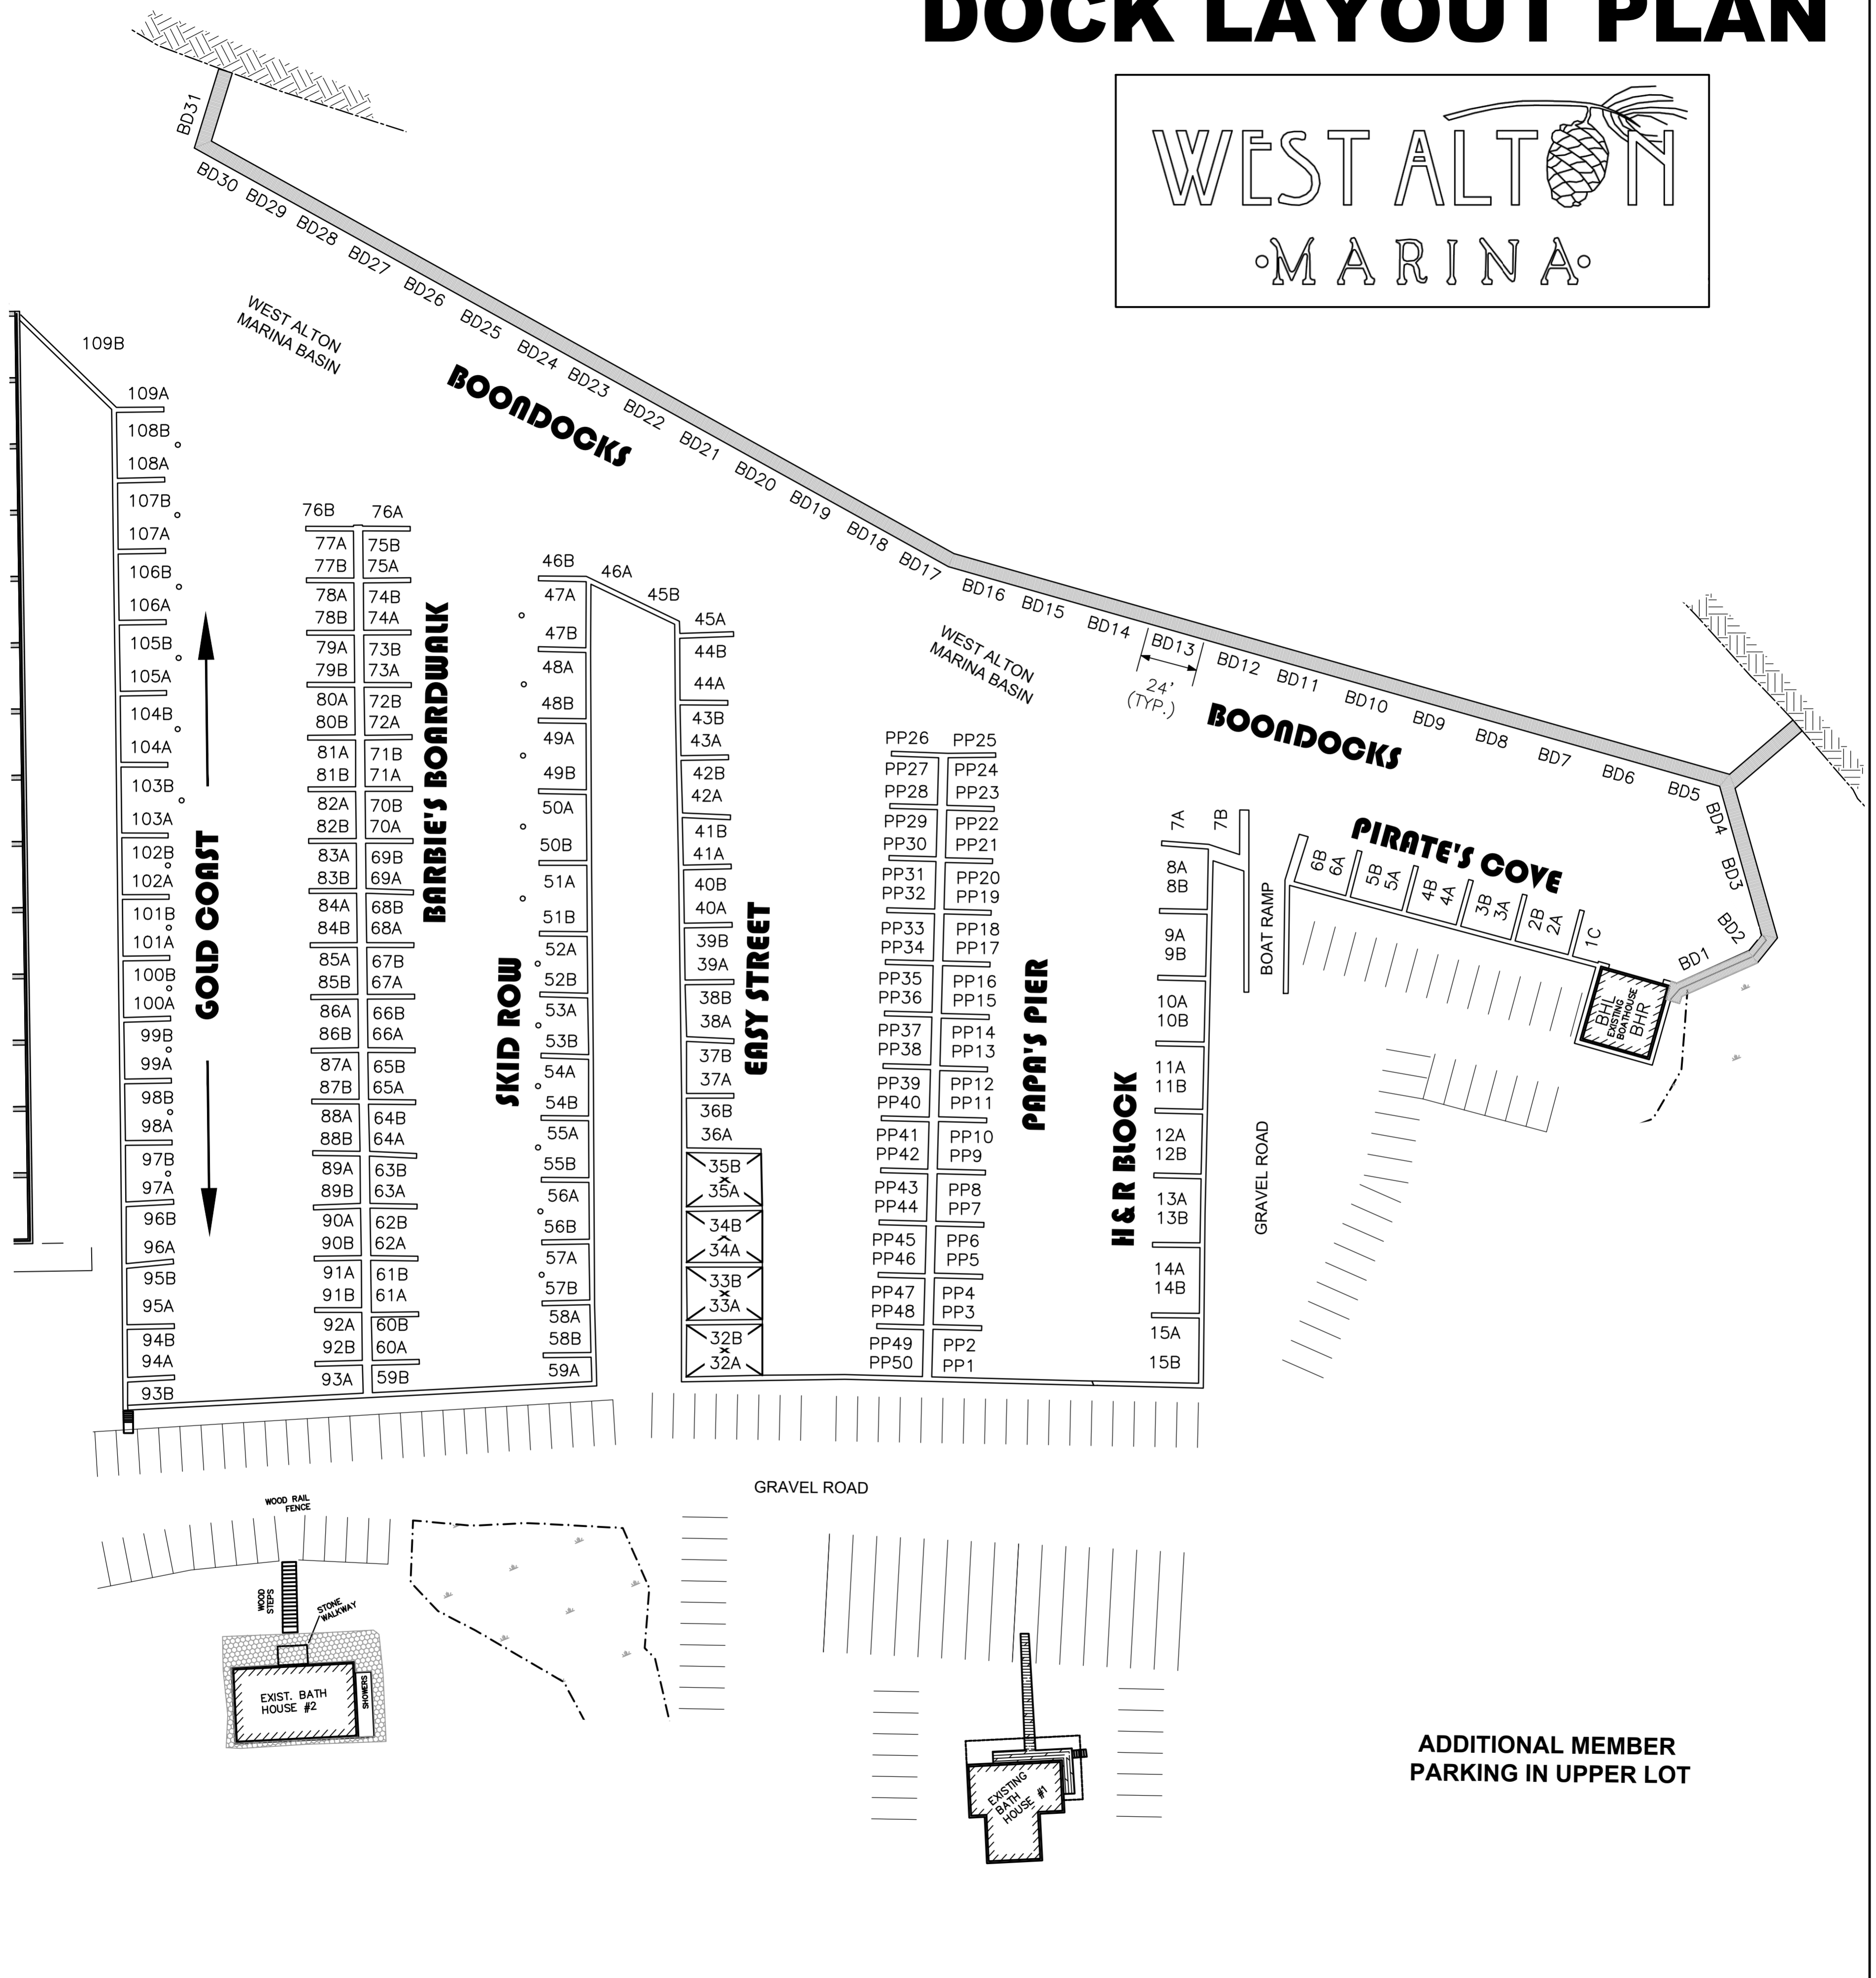 DOCK LAYOUT PLAN
WEST ALTON
·MARINA·
BD31
BD30
BD29
BD28
BD27
BD26
BD25
BD24
BD23
BD22
BD21
BD20
BD19
BD18
BD17
BD16
BD15
BD14
BD13
BD12
BD11
BD10
BD9
BD8
BD7
BD6
BD5
BD4
BD3
BD2
BD1
24'
(TYP.)
WEST ALTON
MARINA BASIN
BOONDOCKS
WEST ALTON
MARINA BASIN
BOONDOCKS
109B
109A
108B
108A
107B
107A
106B
106A
105B
105A
104B
104A
103B
103A
102B
102A
101B
101A
100B
100A
99B
99A
98B
98A
97B
97A
96B
96A
95B
95A
94B
94A
93B
GOLD COAST
76B 76A
77A 75B
77B 75A
78A 74B
78B 74A
79A 73B
79B 73A
80A 72B
80B 72A
81A 71B
81B 71A
82A 70B
82B 70A
83A 69B
83B 69A
84A 68B
84B 68A
85A 67B
85B 67A
86A 66B
86B 66A
87A 65B
87B 65A
88A 64B
88B 64A
89A 63B
89B 63A
90A 62B
90B 62A
91A 61B
91B 61A
92A 60B
92B 60A
93A 59B
BARBIE'S BOARDWALK
46B
46A
45B
47A
47B
48A
48B
49A
49B
50A
50B
51A
51B
52A
52B
53A
53B
54A
54B
55A
55B
56A
56B
57A
57B
58A
58B
59A
SKID ROW
45A
44B
44A
43B
43A
42B
42A
41B
41A
40B
40A
39B
39A
38B
38A
37B
37A
36B
36A
35B
35A
34B
34A
33B
33A
32B
32A
EASY STREET
PP26 PP25
PP27 PP24
PP28 PP23
PP29 PP22
PP30 PP21
PP31 PP20
PP32 PP19
PP33 PP18
PP34 PP17
PP35 PP16
PP36 PP15
PP37 PP14
PP38 PP13
PP39 PP12
PP40 PP11
PP41 PP10
PP42 PP9
PP43 PP8
PP44 PP7
PP45 PP6
PP46 PP5
PP47 PP4
PP48 PP3
PP49 PP2
PP50 PP1
PAPA'S PIER
7A
7B
8A
8B
9A
9B
10A
10B
11A
11B
12A
12B
13A
13B
14A
14B
15A
15B
H&R BLOCK
BOAT RAMP
GRAVEL ROAD
PIRATE'S COVE
6B
6A
5B
5A
4B
4A
3B
3A
2B
2A
1C
BHL
EXISTING
BOATHOUSE
BHR
GRAVEL ROAD
WOOD RAIL
FENCE
WOOD
STEPS
STONE
WALKWAY
EXIST. BATH
HOUSE #2
SHOWERS
EXISTING
BATH
HOUSE #1
ADDITIONAL MEMBER
PARKING IN UPPER LOT